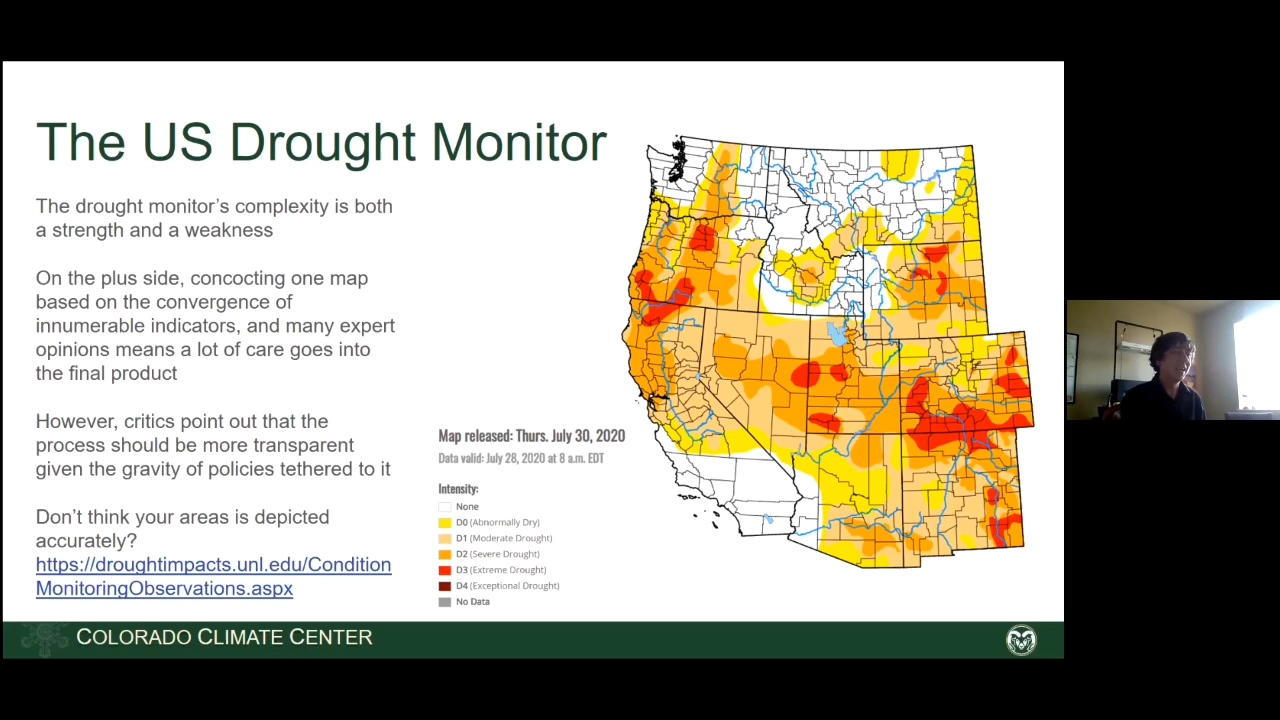 The US Drought Monitor
The drought monitor's complexity is both
a strength and a weakness
On the plus side, concocting one map
based on the convergence of
innumerable indicators, and many expert
opinions means a lot of care goes into
the final product
However, critics point out that the
process should be more transparent
given the gravity of policies tethered to it
Don't think your areas is depicted
accurately?
https://droughtimpacts.unl.edu/Condition
MonitoringObservations.aspx
Map released: Thurs. July 30, 2020
Data valid: July 28, 2020 at 8 a.m. EDT
Intensity:
None
D0 (Abnormally Dry)
D1 (Moderate Drought)
D2 (Severe Drought)
D3 (Extreme Drought)
D4 (Exceptional Drought)
No Data
COLORADO CLIMATE CENTER